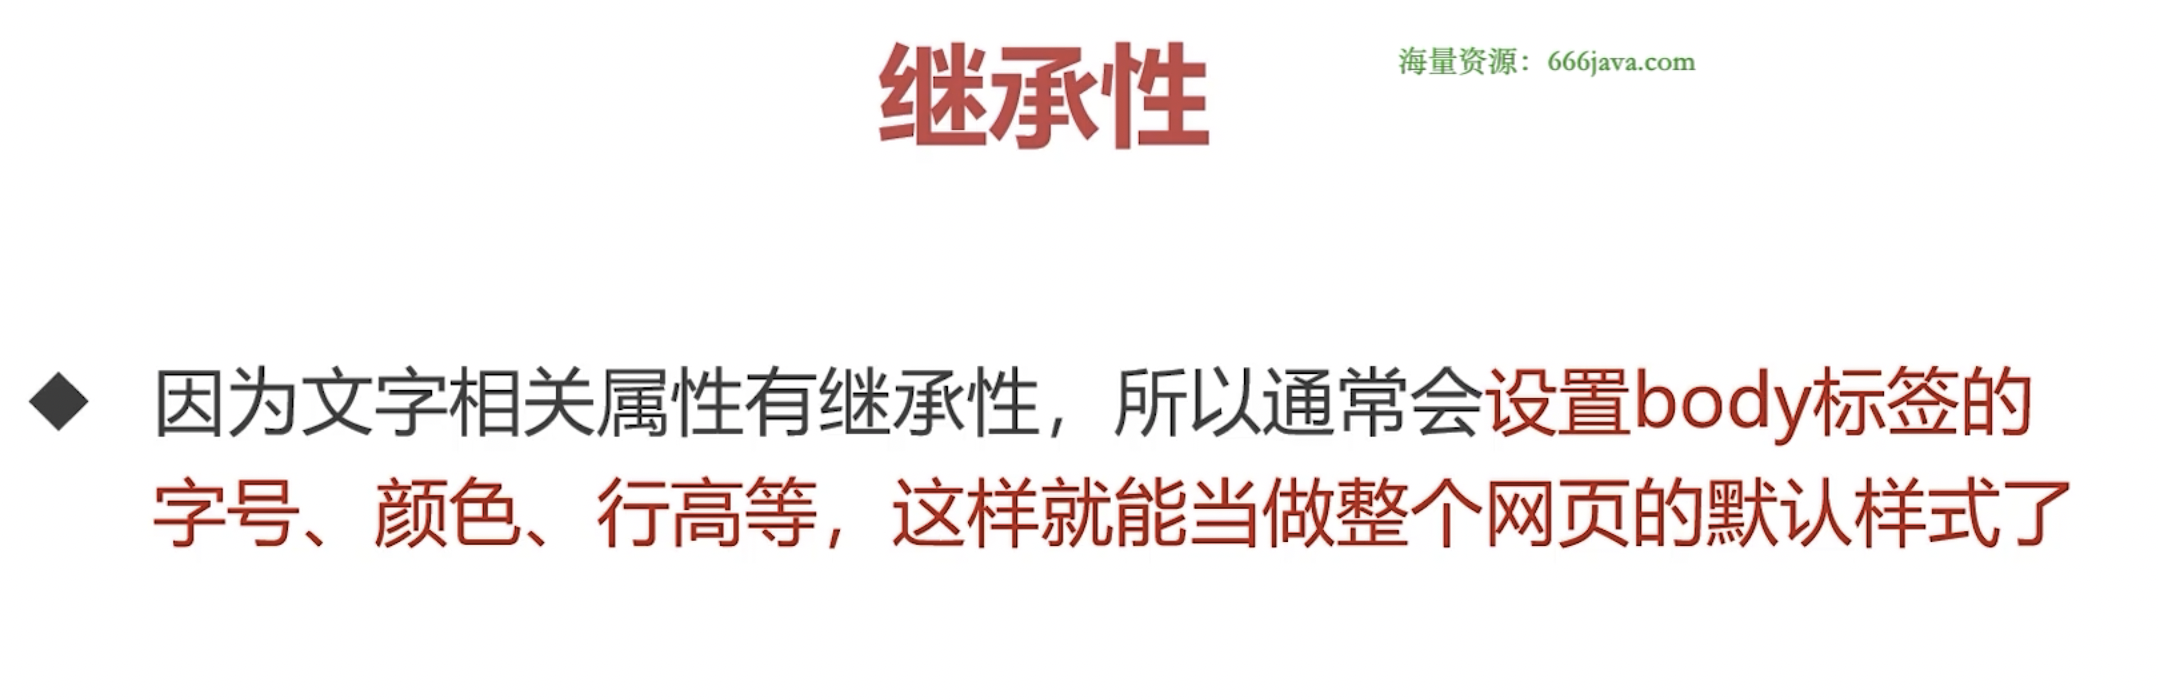 继承性
海量资源：666java.com
因为文字相关属性有继承性，所以通常会设置body标签的
字号、颜色、行高等，这样就能当做整个网页的默认样式了